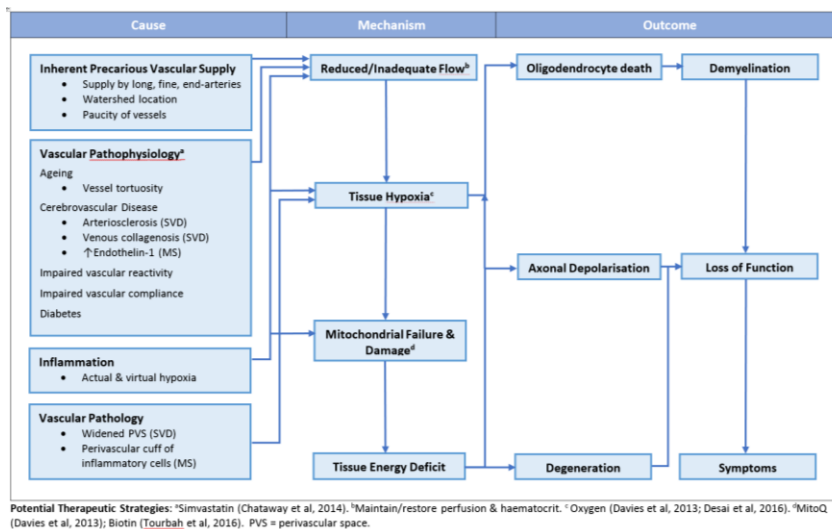 Cause
Mechanism
Outcome
Inherent Precarious Vascular Supply
• Supply by long, fine, end-arteries
• Watershed location
• Paucity of vessels
Vascular Pathophysiologyᵃ
Ageing
• Vessel tortuosity
Cerebrovascular Disease
• Arteriosclerosis (SVD)
• Venous collagenosis (SVD)
• ↑Endothelin-1 (MS)
Impaired vascular reactivity
Impaired vascular compliance
Diabetes
Inflammation
• Actual & virtual hypoxia
Vascular Pathology
• Widened PVS (SVD)
• Perivascular cuff of
inflammatory cells (MS)
Reduced/Inadequate Flowᵇ
Tissue Hypoxiaᶜ
Mitochondrial Failure &
Damageᵈ
Tissue Energy Deficit
Oligodendrocyte death
Demyelination
Axonal Depolarisation
Loss of Function
Degeneration
Symptoms
Potential Therapeutic Strategies: ᵃSimvastatin (Chataway et al, 2014). ᵇMaintain/restore perfusion & haematocrit. ᶜOxygen (Davies et al, 2013; Desai et al, 2016). ᵈMitoQ
(Davies et al, 2013); Biotin (Tourbah et al, 2016). PVS = perivascular space.